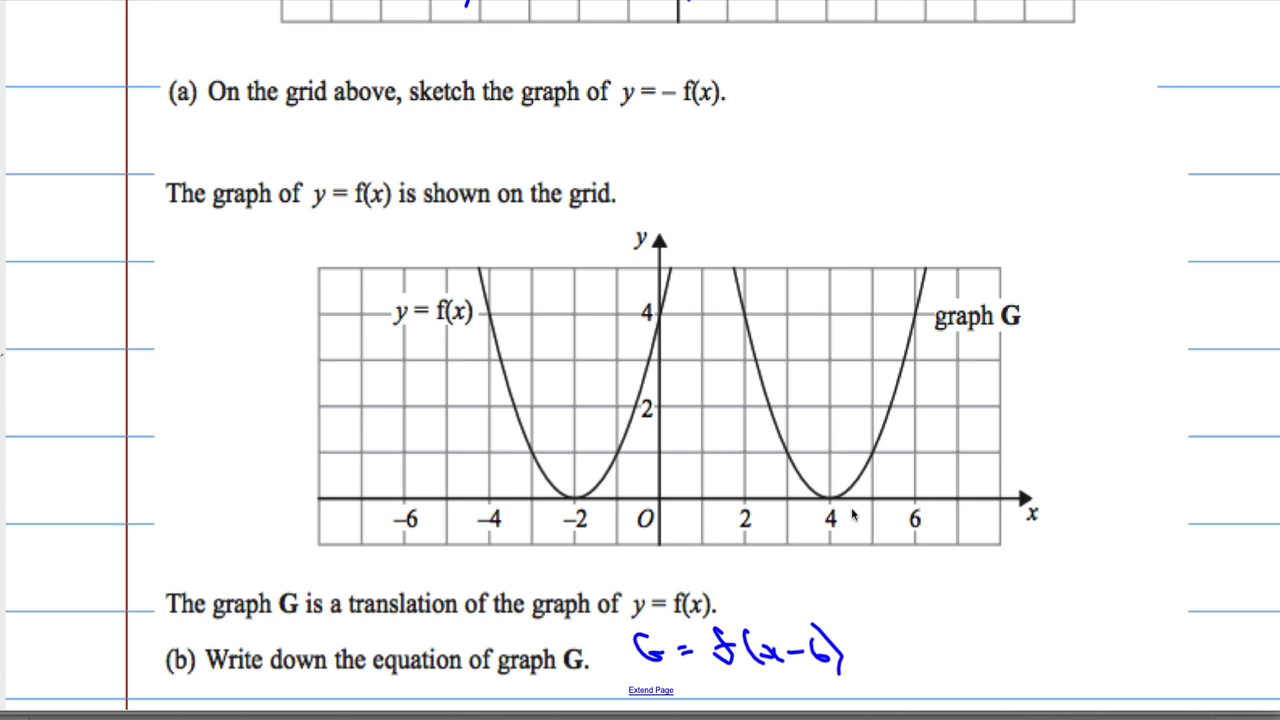 (a) On the grid above, sketch the graph of y = – f(x).
The graph of y = f(x) is shown on the grid.
y
y = f(x)
4
graph G
2
–6 –4 –2 O 2 4 6 x
The graph G is a translation of the graph of y = f(x).
(b) Write down the equation of graph G. G = f(x-6)
Extend Page